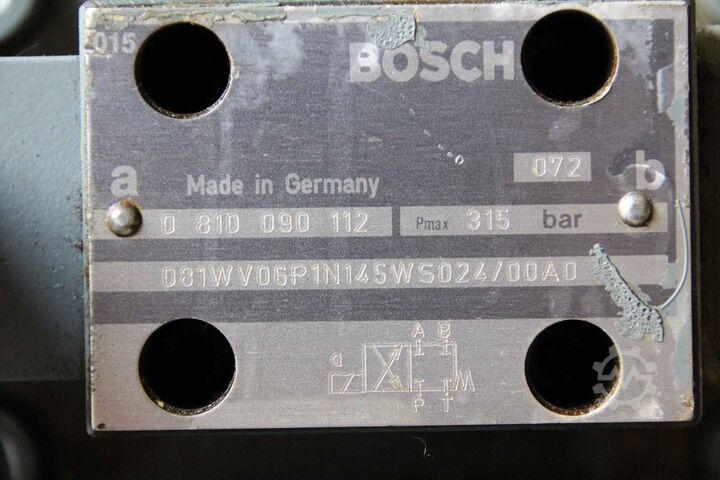 015
BOSCH
072
a b
Made in Germany
0 810 090 112 Pmax 315 bar
081WV06P1N145WS024/00A0
A B
a
P T